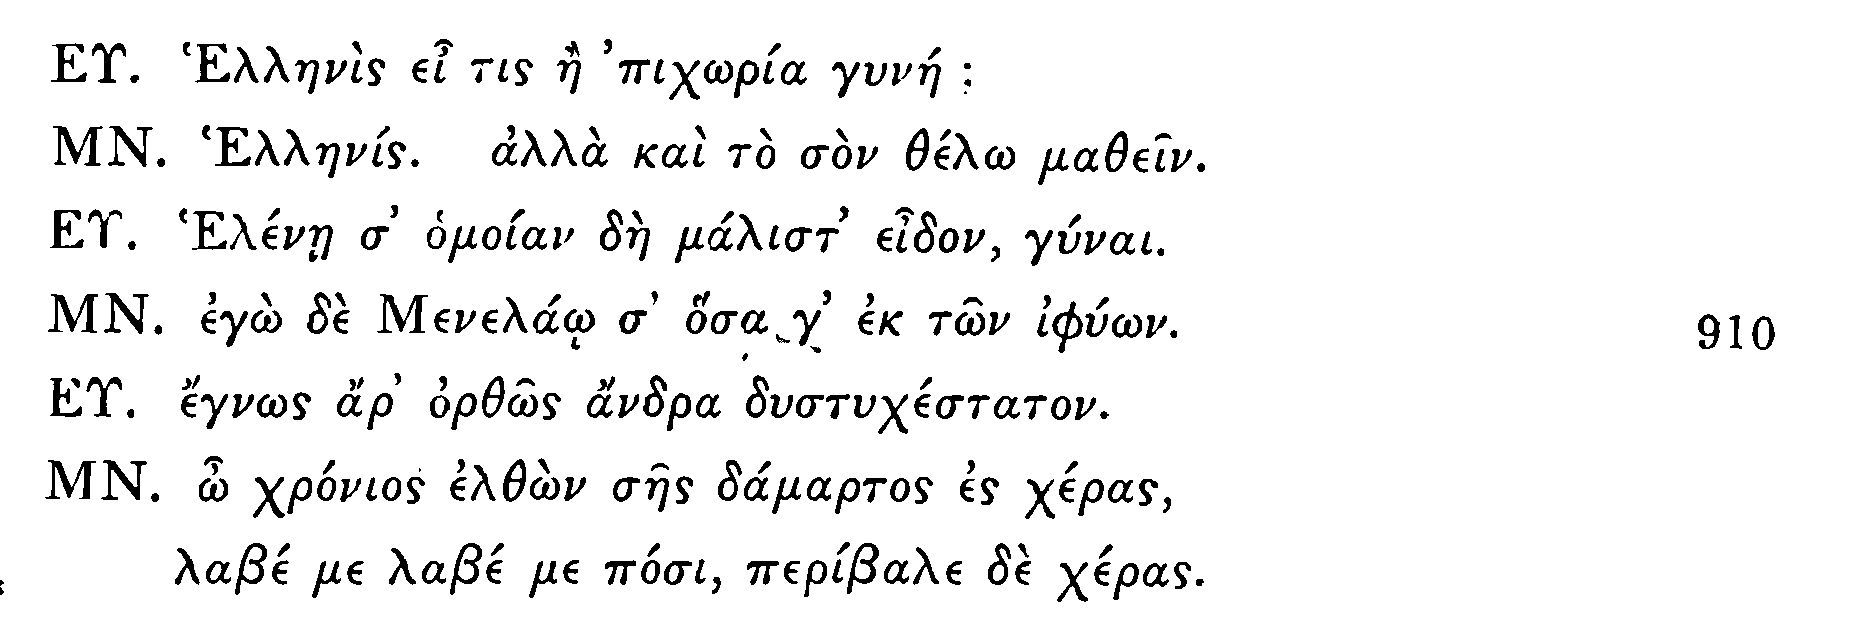 ΕΥ. Ἑλληνὶς εἶ τις ἢ ’πιχωρία γυνή ;
ΜΝ. Ἑλληνίς. ἀλλὰ καὶ τὸ σὸν θέλω μαθεῖν.
ΕΥ. Ἑλένῃ σ’ ὁμοίαν δὴ μάλιστ’ εἶδον, γύναι.
ΜΝ. ἐγὼ δὲ Μενελάῳ σ’ ὅσα γ’ ἐκ τῶν ἰφύων. 910
ΕΥ. ἔγνως ἄρ’ ὀρθῶς ἄνδρα δυστυχέστατον.
ΜΝ. ὦ χρόνιος ἐλθὼν σῆς δάμαρτος ἐς χέρας,
λαβέ με λαβέ με πόσι, περίβαλε δὲ χέρας.